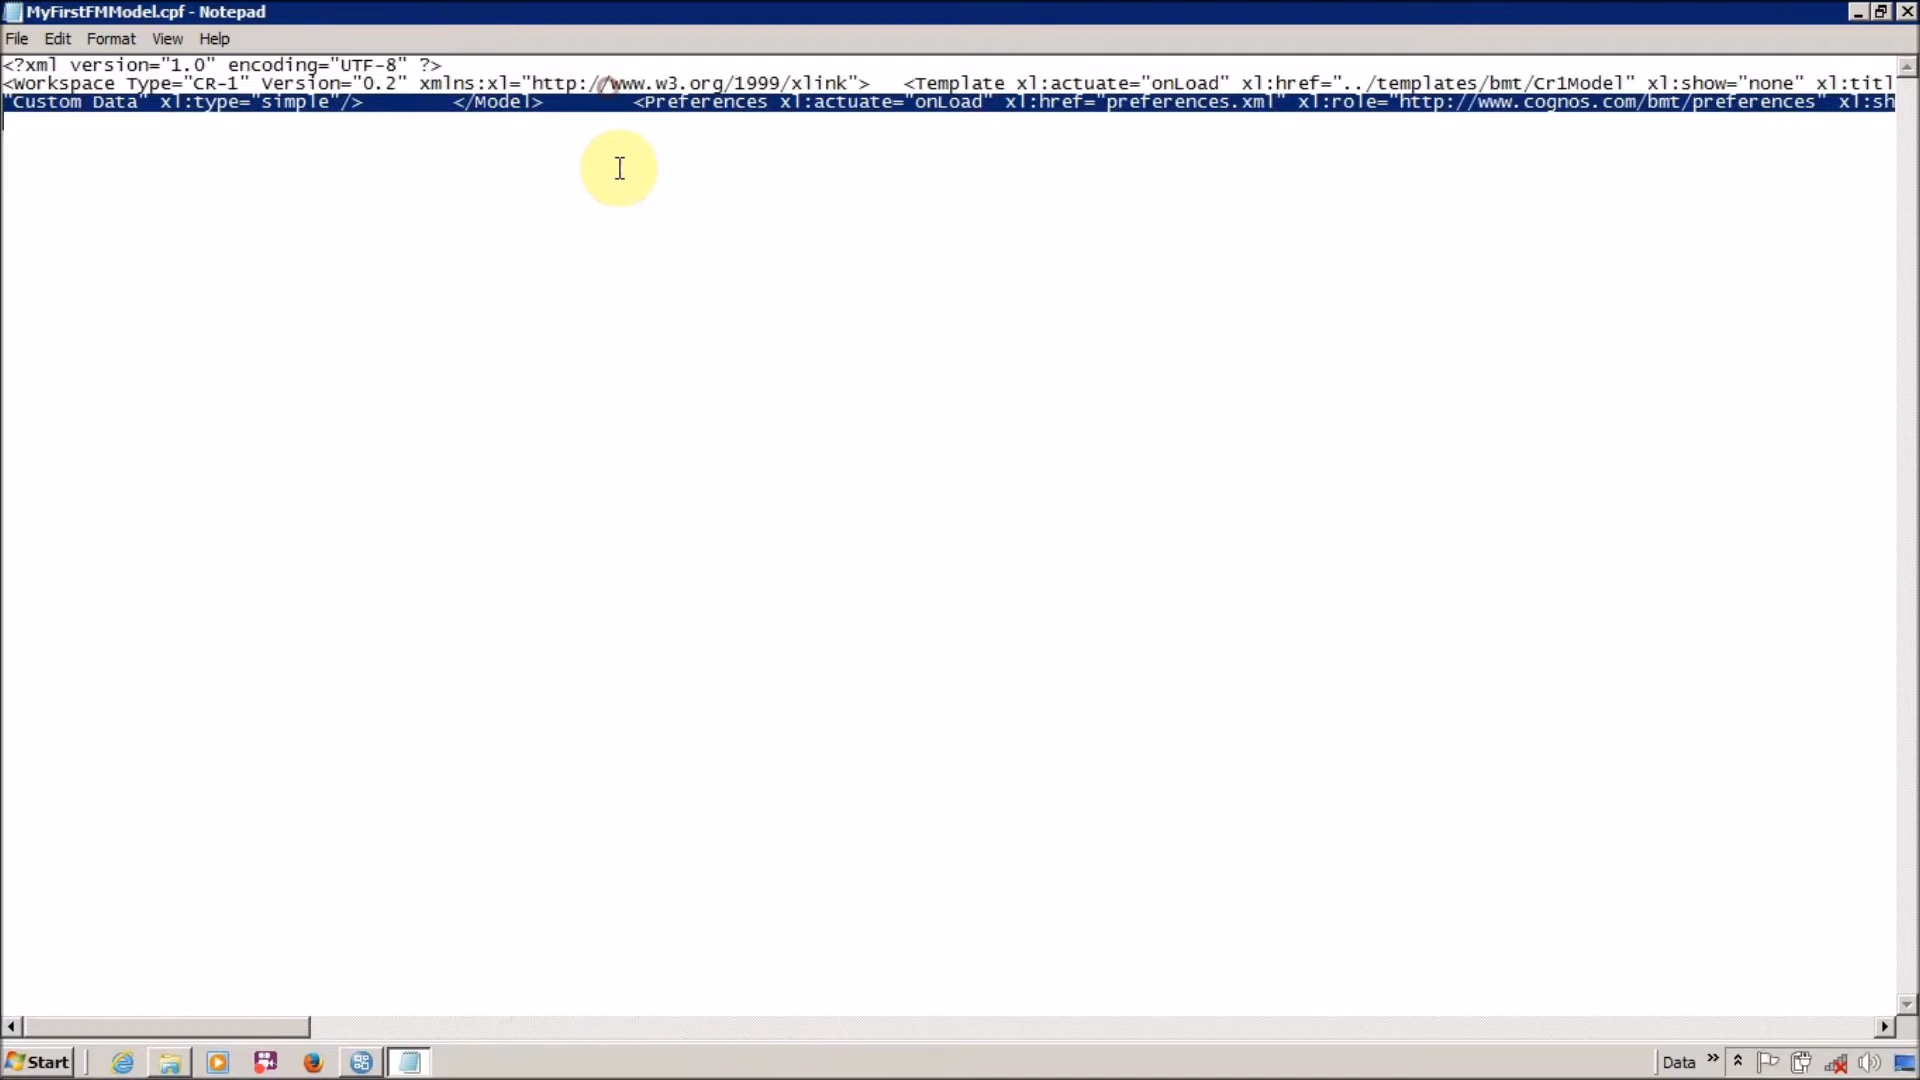 MyFirstFMModel.cpf - Notepad
File Edit Format View Help
<?xml version="1.0" encoding="UTF-8" ?>
<Workspace Type="CR-1" Version="0.2" xmlns:xl="http://www.w3.org/1999/xlink"> <Template xl:actuate="onLoad" xl:href="../templates/bmt/Cr1Model" xl:show="none" xl:titl
"Custom Data" xl:type="simple"/> </Model> <Preferences xl:actuate="onLoad" xl:href="preferences.xml" xl:role="http://www.cognos.com/bmt/preferences" xl:sh
Start Data »